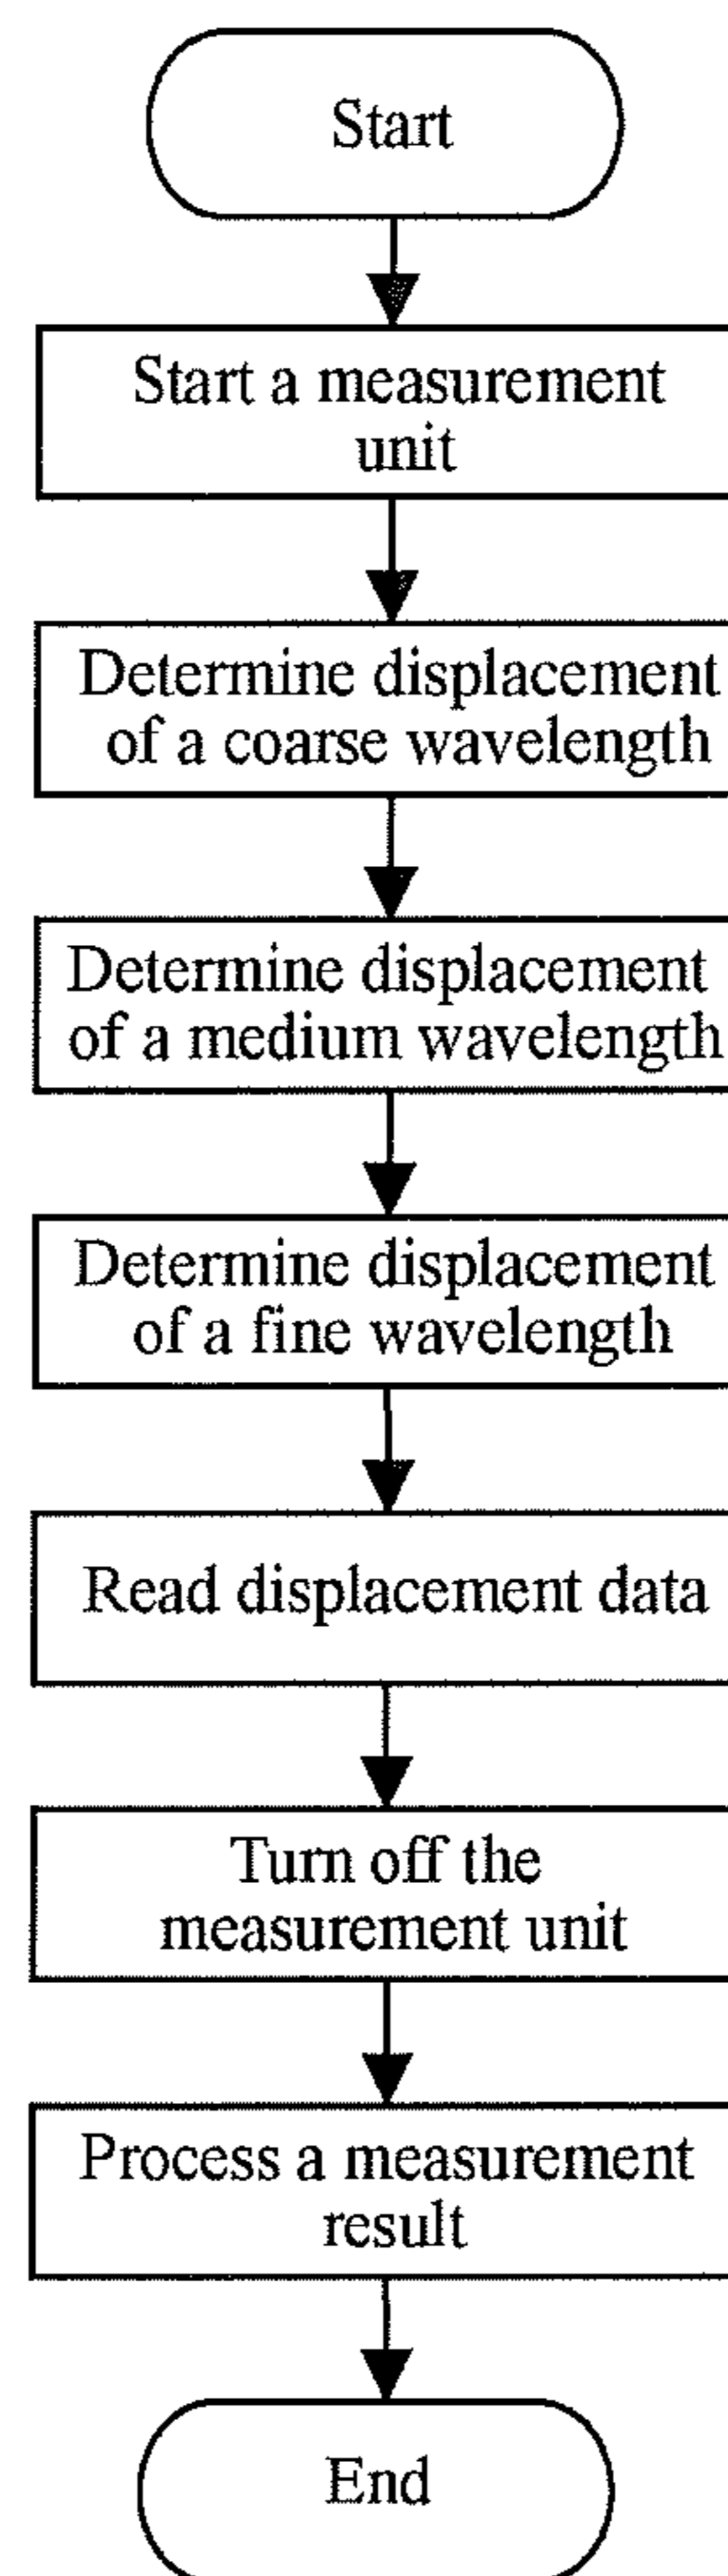 Start
Start a measurement
unit
Determine displacement
of a coarse wavelength
Determine displacement
of a medium wavelength
Determine displacement
of a fine wavelength
Read displacement data
Turn off the
measurement unit
Process a measurement
result
End